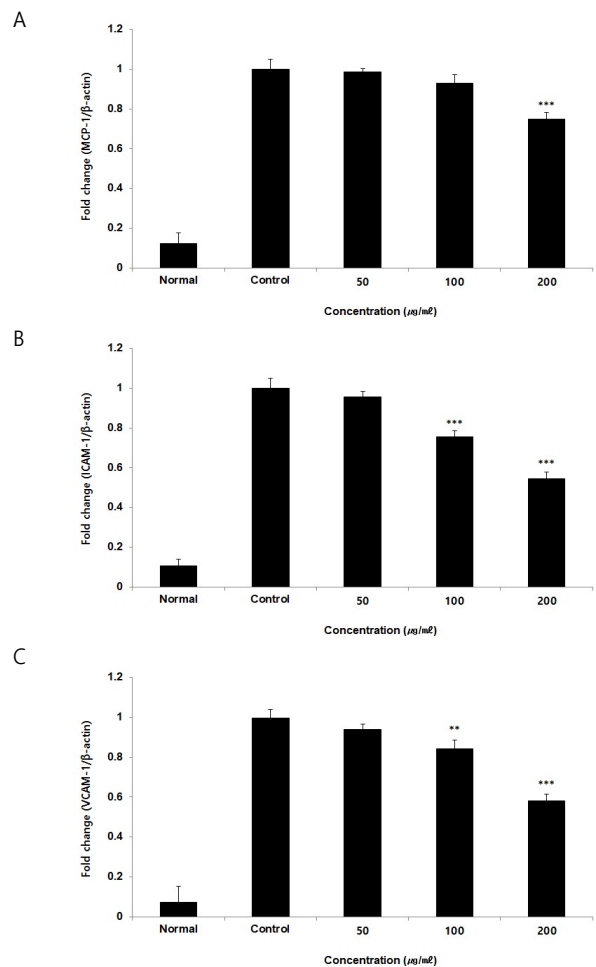 A
1.2
1
0.8
0.6
0.4
0.2
0
Fold change (MCP-1/β-actin)
***
Normal Control 50 100 200
Concentration (㎍/㎖)
B
1.2
1
0.8
0.6
0.4
0.2
0
Fold change (ICAM-1/β-actin)
***
***
Normal Control 50 100 200
Concentration (㎍/㎖)
C
1.2
1
0.8
0.6
0.4
0.2
0
Fold change (VCAM-1/β-actin)
**
***
Normal Control 50 100 200
Concentration (㎍/㎖)